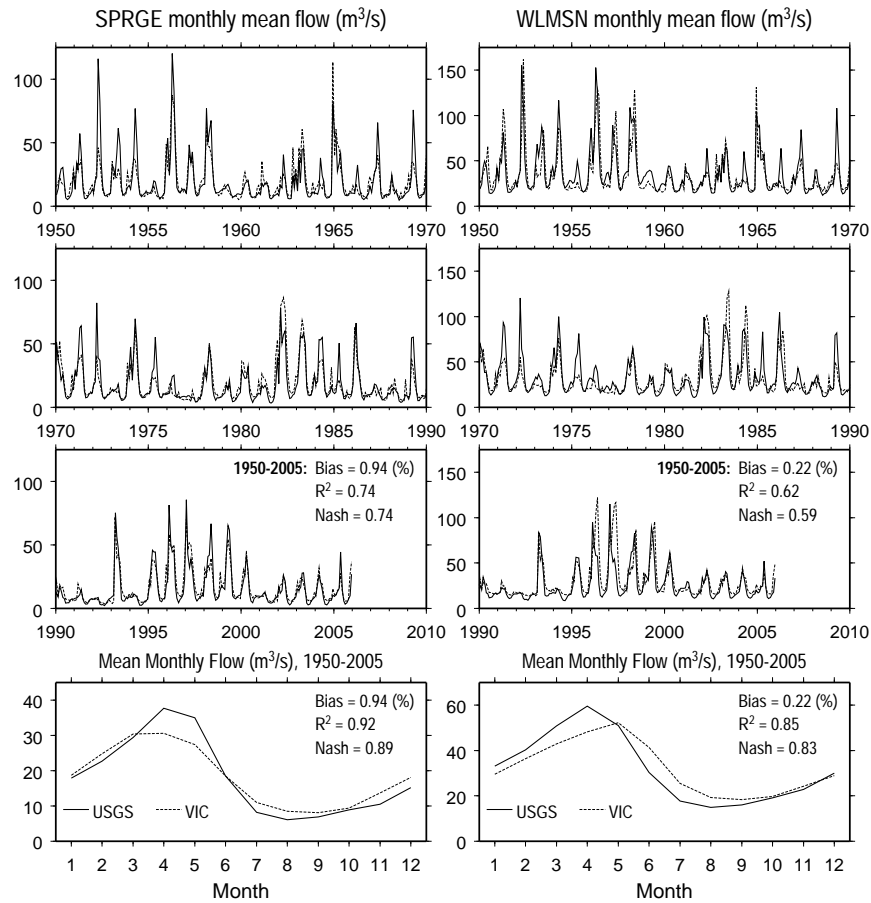 SPRGE monthly mean flow (m³/s)
100
50
0
1950 1955 1960 1965 1970
100
50
0
1970 1975 1980 1985 1990
1950-2005: Bias = 0.94 (%)
R² = 0.74
Nash = 0.74
100
50
0
1990 1995 2000 2005 2010
Mean Monthly Flow (m³/s), 1950-2005
Bias = 0.94 (%)
R² = 0.92
Nash = 0.89
40
30
20
10
0
USGS VIC
1 2 3 4 5 6 7 8 9 10 11 12
Month
WLMSN monthly mean flow (m³/s)
150
100
50
0
1950 1955 1960 1965 1970
150
100
50
0
1970 1975 1980 1985 1990
1950-2005: Bias = 0.22 (%)
R² = 0.62
Nash = 0.59
150
100
50
0
1990 1995 2000 2005 2010
Mean Monthly Flow (m³/s), 1950-2005
Bias = 0.22 (%)
R² = 0.85
Nash = 0.83
60
40
20
0
USGS VIC
1 2 3 4 5 6 7 8 9 10 11 12
Month